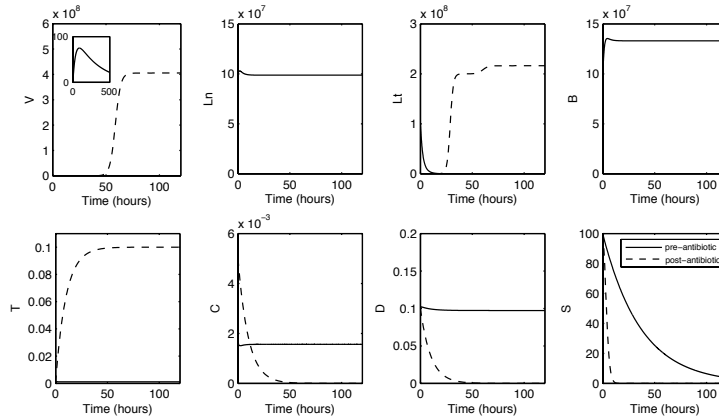 x 10^8
6
5
4
3
2
1
0
V
100
0
0
500
0
50
100
Time (hours)
x 10^7
15
10
5
0
Ln
0
50
100
Time (hours)
x 10^8
3
2
1
0
Lt
0
50
100
Time (hours)
x 10^7
15
10
5
0
B
0
50
100
Time (hours)
0.1
0.08
0.06
0.04
0.02
0
T
0
50
100
Time (hours)
x 10^-3
6
4
2
0
C
0
50
100
Time (hours)
0.2
0.15
0.1
0.05
0
D
0
50
100
Time (hours)
100
80
60
40
20
0
S
pre-antibiotic
post-antibiotic
0
50
100
Time (hours)